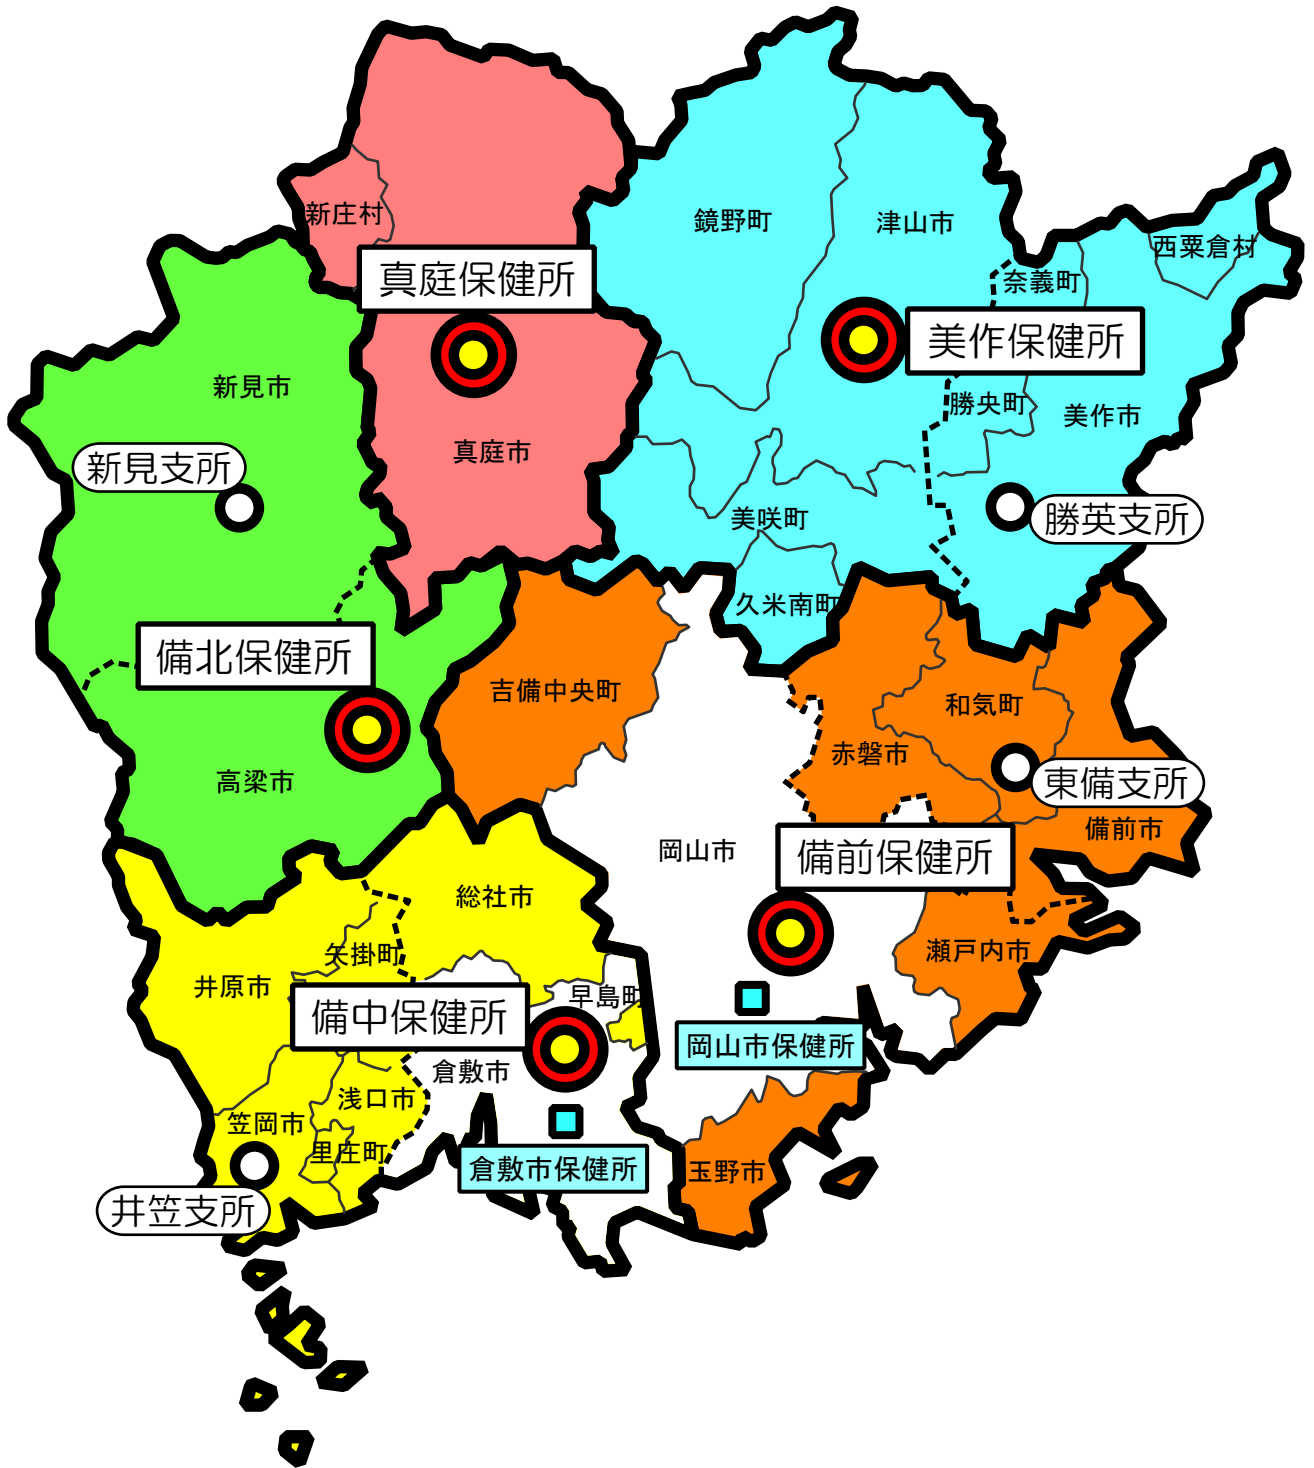 新庄村
鏡野町
津山市
西粟倉村
真庭保健所
奈義町
美作保健所
新見市
勝央町
美作市
真庭市
新見支所
美咲町
勝英支所
久米南町
備北保健所
吉備中央町
和気町
赤磐市
高梁市
東備支所
備前市
岡山市
備前保健所
総社市
矢掛町
瀬戸内市
井原市
早島町
備中保健所
岡山市保健所
倉敷市
浅口市
笠岡市
里庄町
倉敷市保健所
玉野市
井笠支所